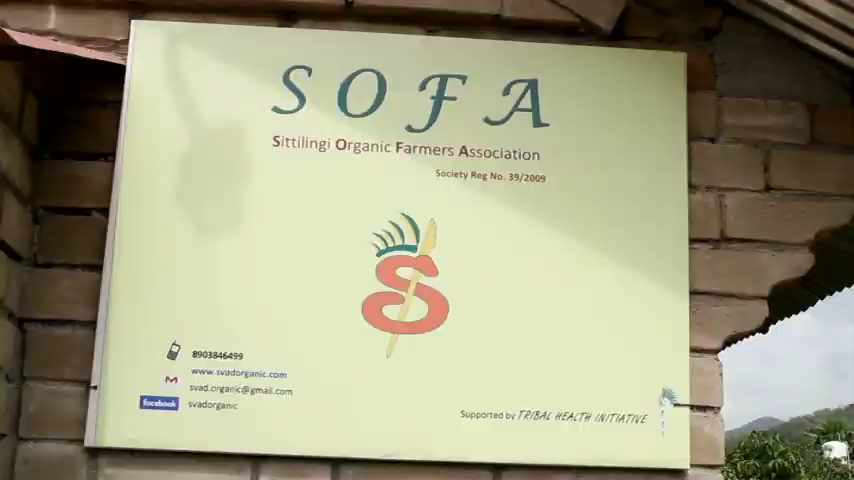 SOFA
Sittilingi Organic Farmers Association
Society Reg No. 39/2009
S
8903846499
www.svadorganic.com
svad.organic@gmail.com
facebook svadorganic
Supported by TRIBAL HEALTH INITIATIVE